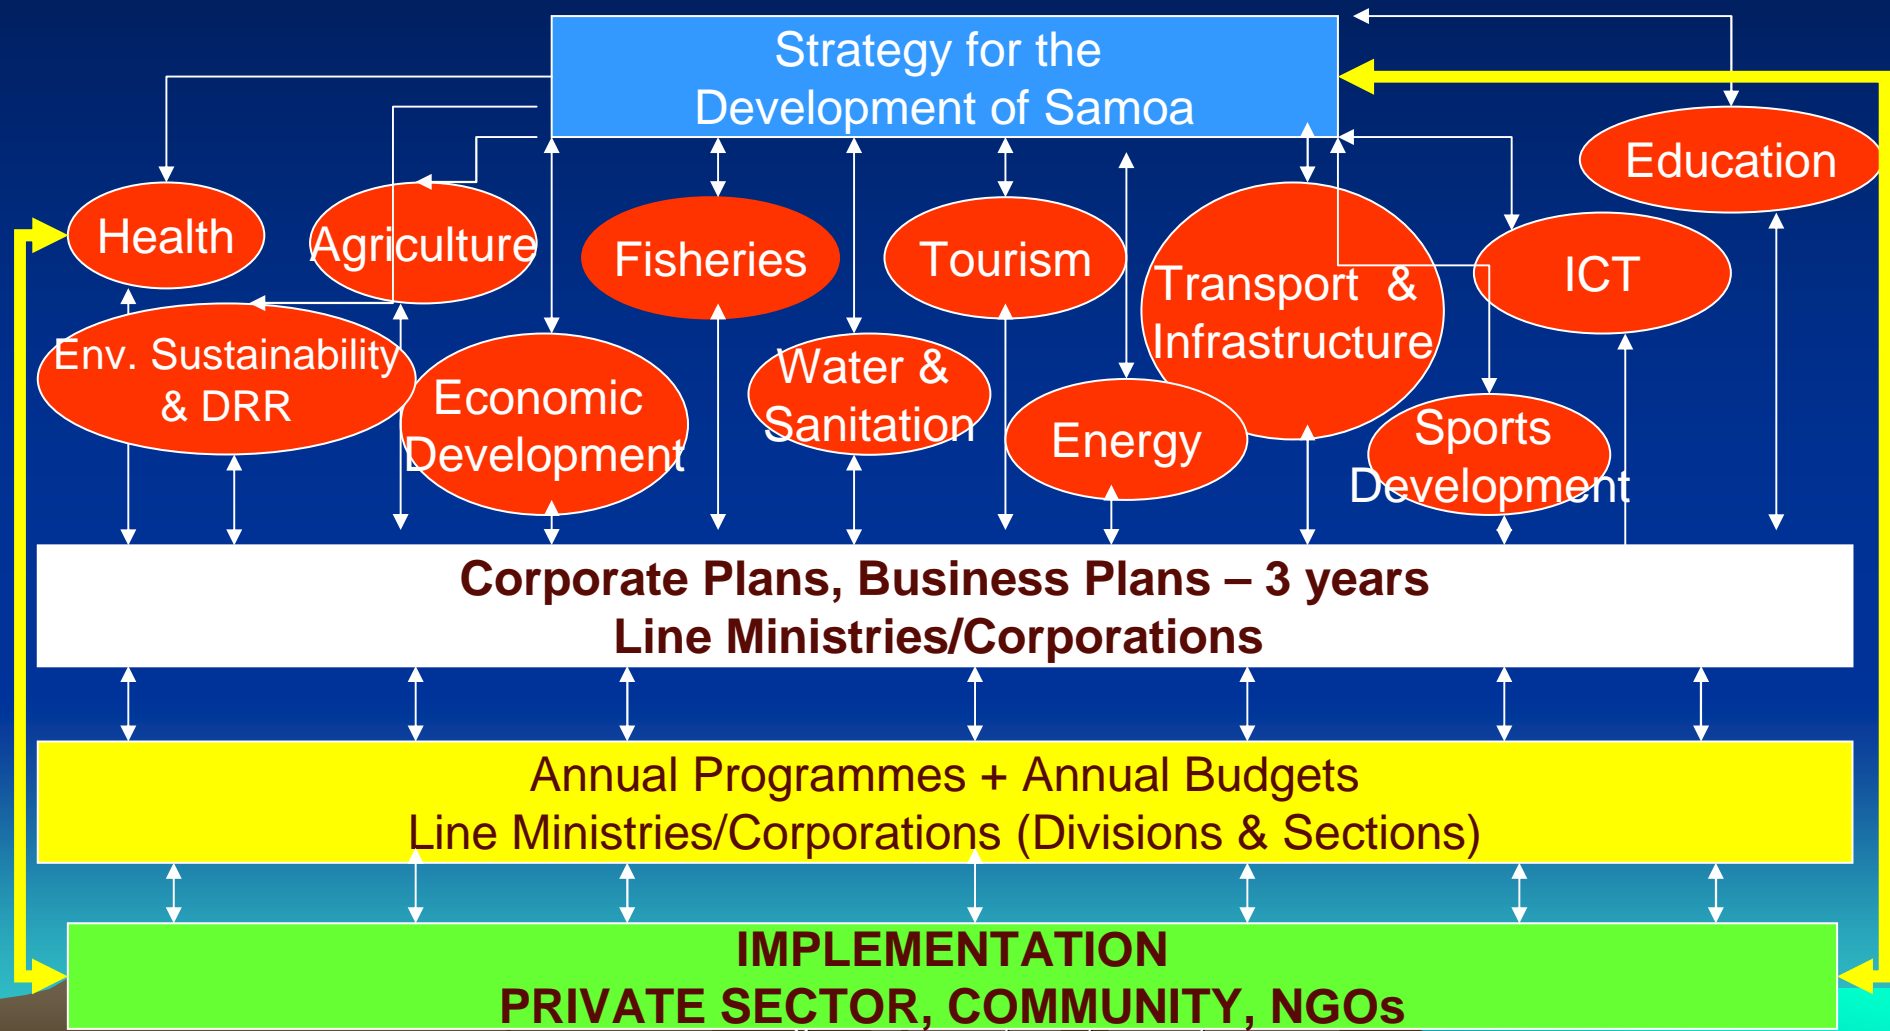 Strategy for the
Development of Samoa
Education
Health
Agriculture
Fisheries
Tourism
Transport & 
Infrastructure
ICT
Env. Sustainability
& DRR
Economic
Development
Water &
Sanitation
Energy
Sports
Development
Corporate Plans, Business Plans – 3 years
Line Ministries/Corporations
Annual Programmes + Annual Budgets
Line Ministries/Corporations (Divisions & Sections)
IMPLEMENTATION
PRIVATE SECTOR, COMMUNITY, NGOs